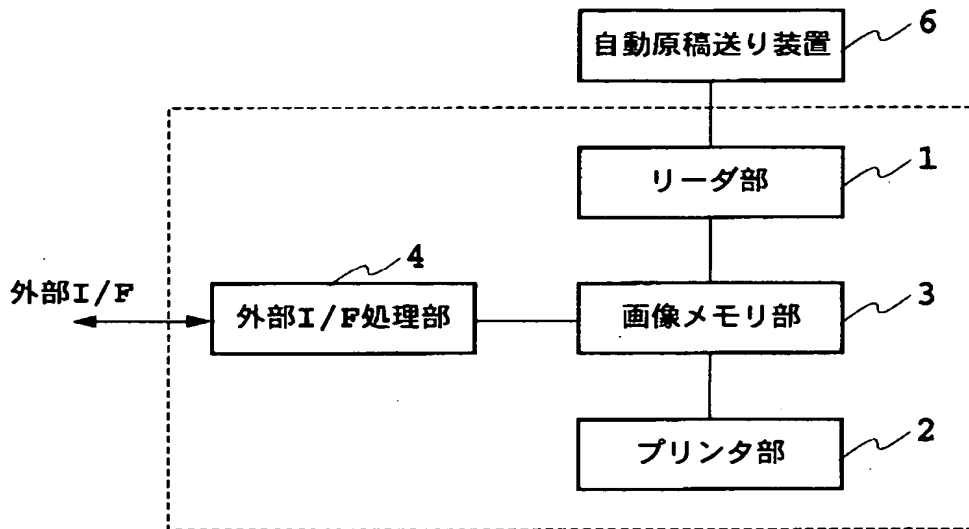 自動原稿送り装置
6
リーダ部
1
外部I/F
4
外部I/F処理部
画像メモリ部
3
プリンタ部
2